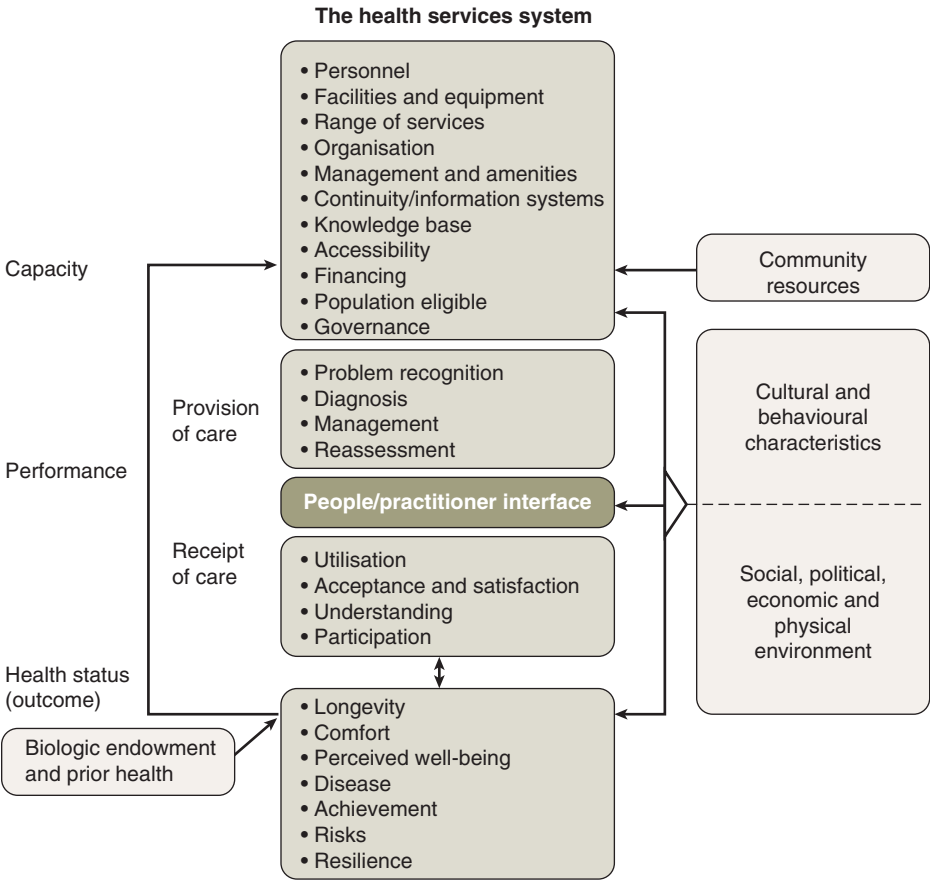 The health services system
• Personnel
• Facilities and equipment
• Range of services
• Organisation
• Management and amenities
• Continuity/information systems
• Knowledge base
• Accessibility
• Financing
• Population eligible
• Governance
Capacity
Community
resources
Provision
of care
• Problem recognition
• Diagnosis
• Management
• Reassessment
Cultural and
behavioural
characteristics
Performance
People/practitioner interface
Receipt
of care
• Utilisation
• Acceptance and satisfaction
• Understanding
• Participation
Social, political,
economic and
physical
environment
Health status
(outcome)
Biologic endowment
and prior health
• Longevity
• Comfort
• Perceived well-being
• Disease
• Achievement
• Risks
• Resilience